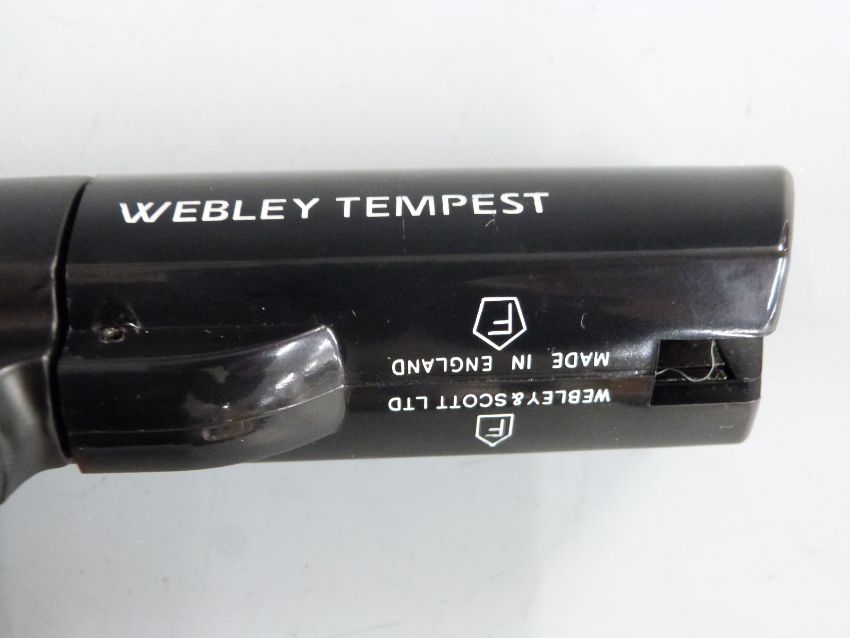 WEBLEY TEMPEST
F
MADE IN ENGLAND
WEBLEY & SCOTT LTD
F